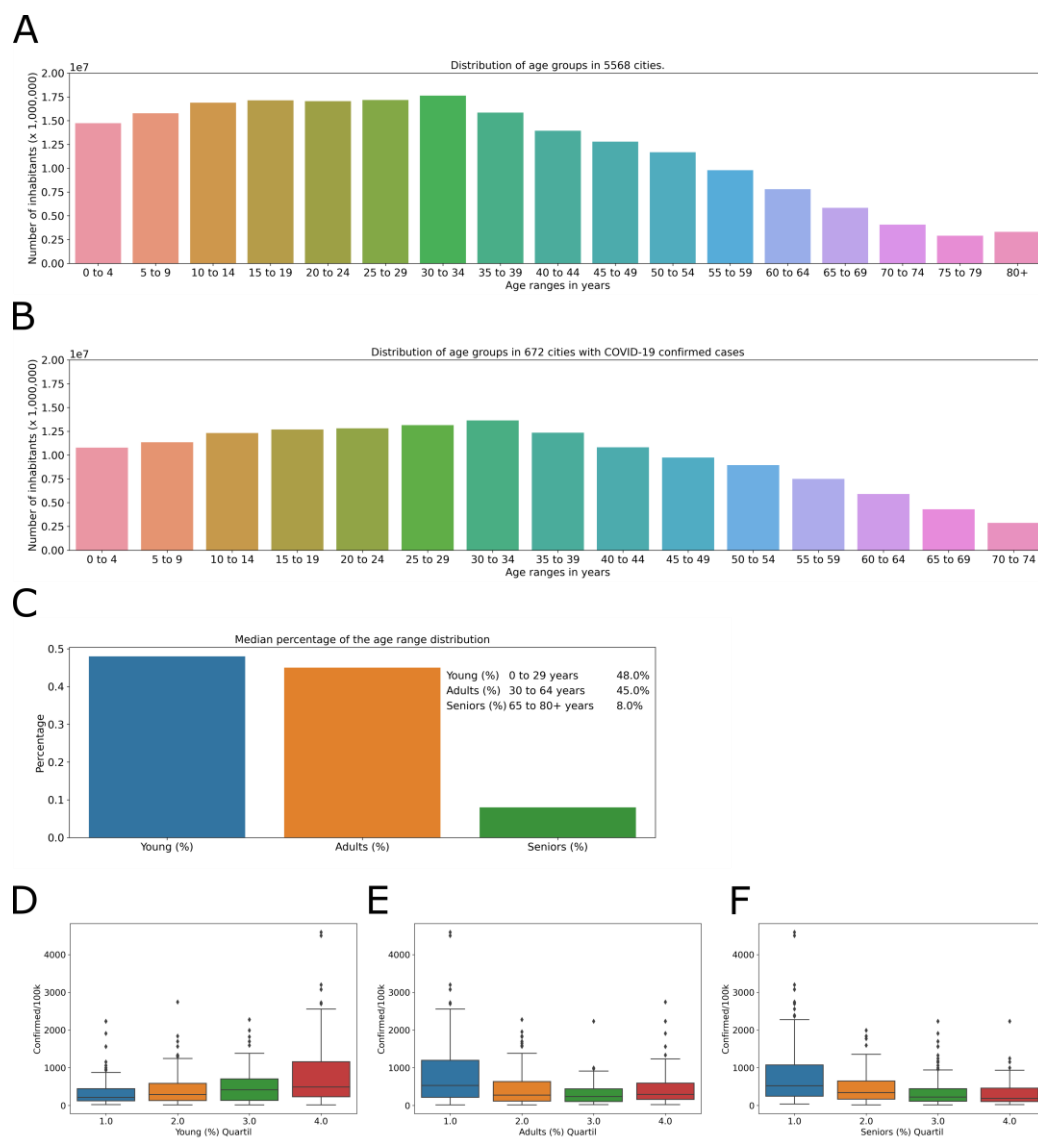 A
Distribution of age groups in 5568 cities.
1e7
Number of inhabitants (x 1,000,000)
2.00
1.75
1.50
1.25
1.00
0.75
0.50
0.25
0.00
0 to 4 5 to 9 10 to 14 15 to 19 20 to 24 25 to 29 30 to 34 35 to 39 40 to 44 45 to 49 50 to 54 55 to 59 60 to 64 65 to 69 70 to 74 75 to 79 80+
Age ranges in years
B
Distribution of age groups in 672 cities with COVID-19 confirmed cases
1e7
Number of inhabitants (x 1,000,000)
2.00
1.75
1.50
1.25
1.00
0.75
0.50
0.25
0.00
0 to 4 5 to 9 10 to 14 15 to 19 20 to 24 25 to 29 30 to 34 35 to 39 40 to 44 45 to 49 50 to 54 55 to 59 60 to 64 65 to 69 70 to 74
Age ranges in years
C
Median percentage of the age range distribution
Percentage
0.5
0.4
0.3
0.2
0.1
0.0
Young (%) 0 to 29 years 48.0%
Adults (%) 30 to 64 years 45.0%
Seniors (%) 65 to 80+ years 8.0%
Young (%) Adults (%) Seniors (%)
D
Confirmed/100k
4000
3000
2000
1000
0
1.0 2.0 3.0 4.0
Young (%) Quartil
E
Confirmed/100k
4000
3000
2000
1000
0
1.0 2.0 3.0 4.0
Adults (%) Quartil
F
Confirmed/100k
4000
3000
2000
1000
0
1.0 2.0 3.0 4.0
Seniors (%) Quartil